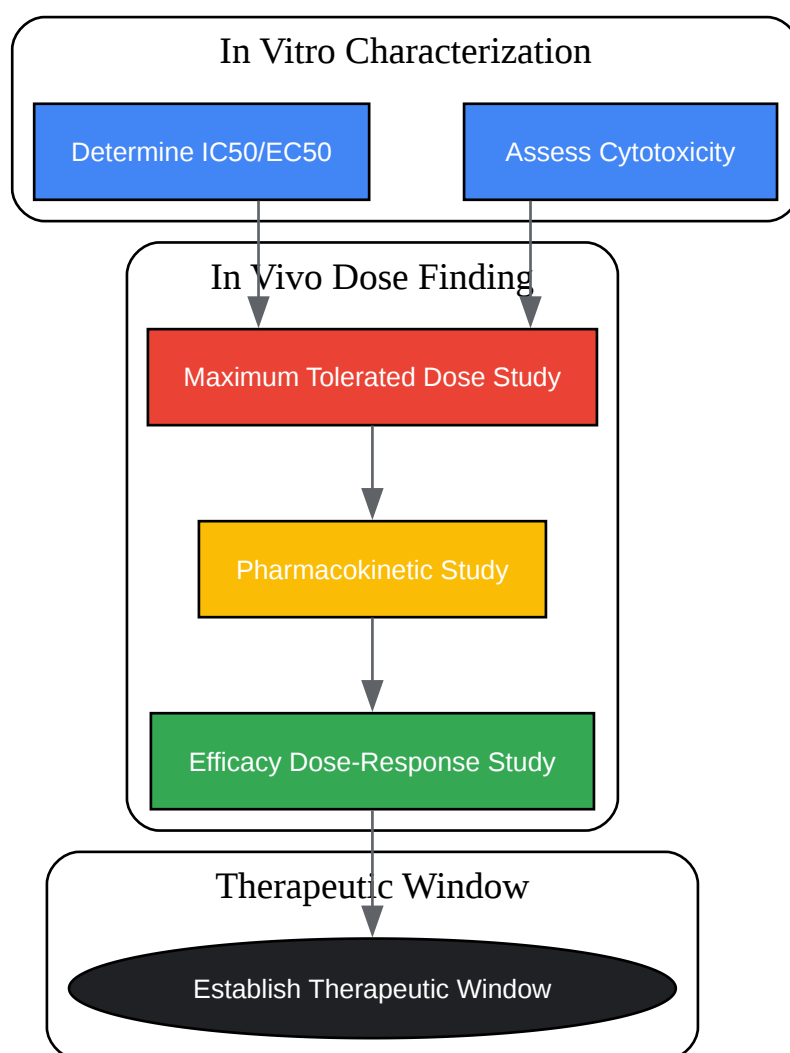 In Vitro Characterization
Determine IC50/EC50
Assess Cytotoxicity
In Vivo Dose Finding
Maximum Tolerated Dose Study
Pharmacokinetic Study
Efficacy Dose-Response Study
Therapeutic Window
Establish Therapeutic Window